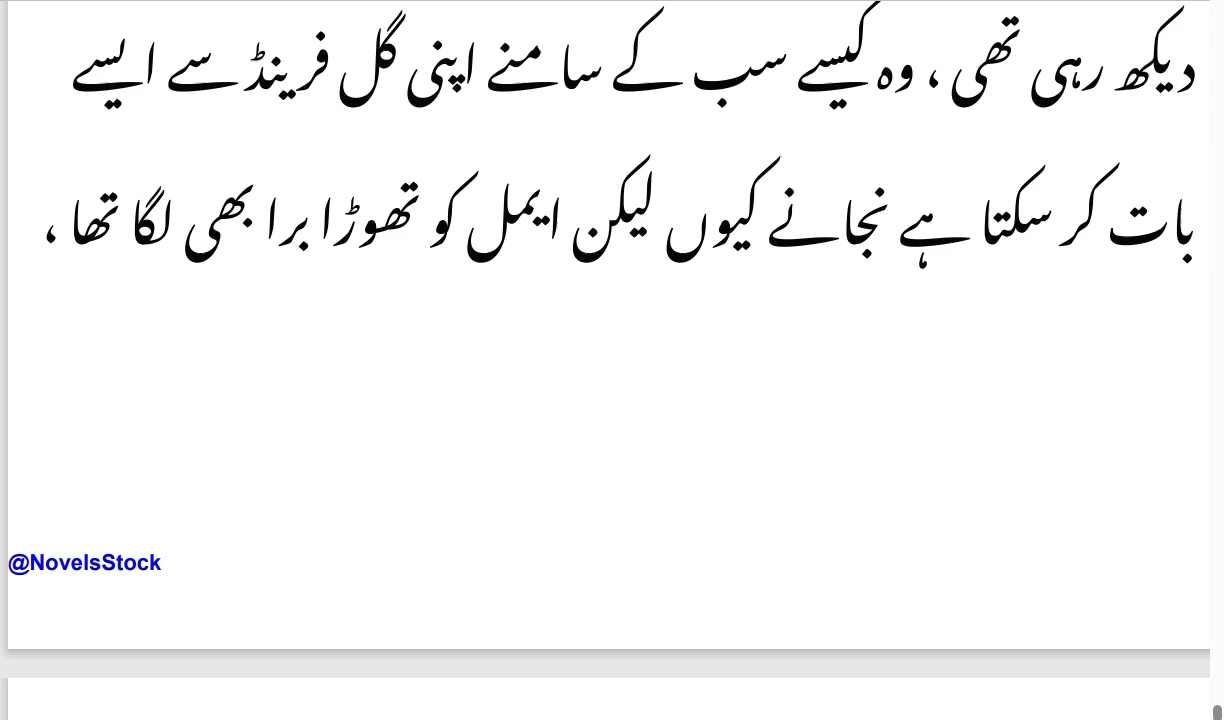 دیکھ رہی تھی ، وہ کیسے سب کے سامنے اپنی گل فرینڈ سے ایسے
بات کر سکتا ہے نجانے کیوں لیکن ایمل کو تھوڑا برا بھی لگا تھا ،
@NovelsStock